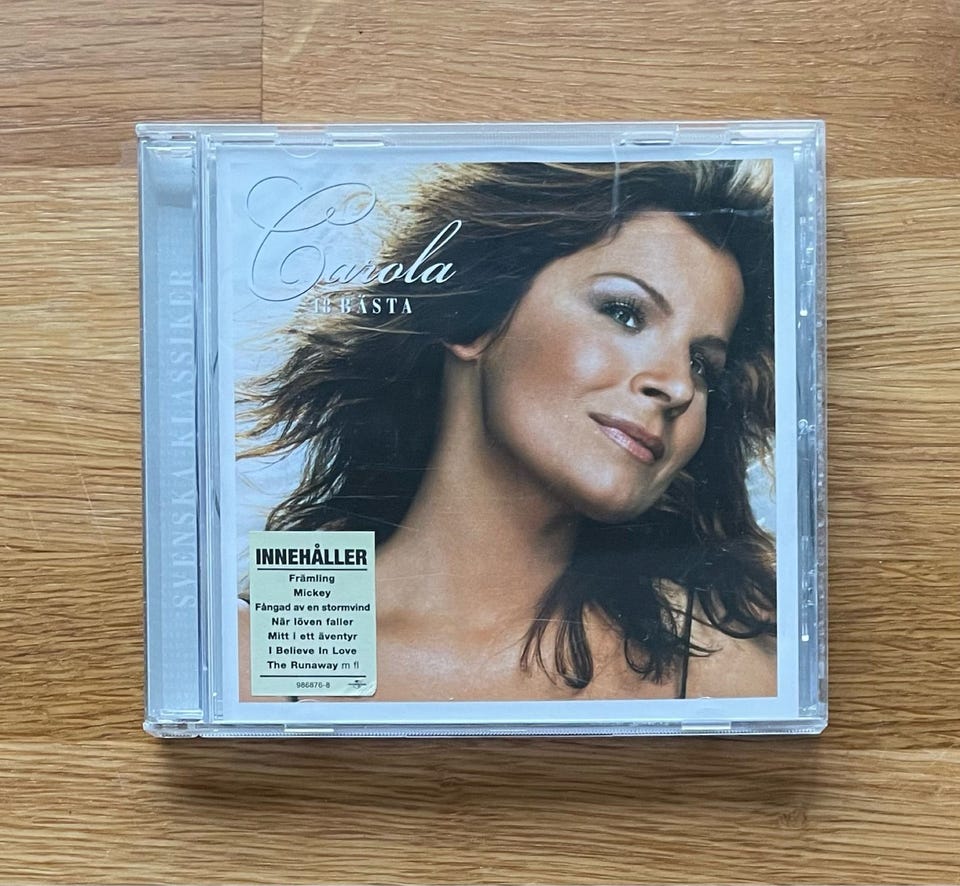 Carola
18 BÄSTA
SVENSKA KLASSIKER
INNEHÅLLER
Främling
Mickey
Fångad av en stormvind
När löven faller
Mitt i ett äventyr
I Believe In Love
The Runaway m fl
986876-8